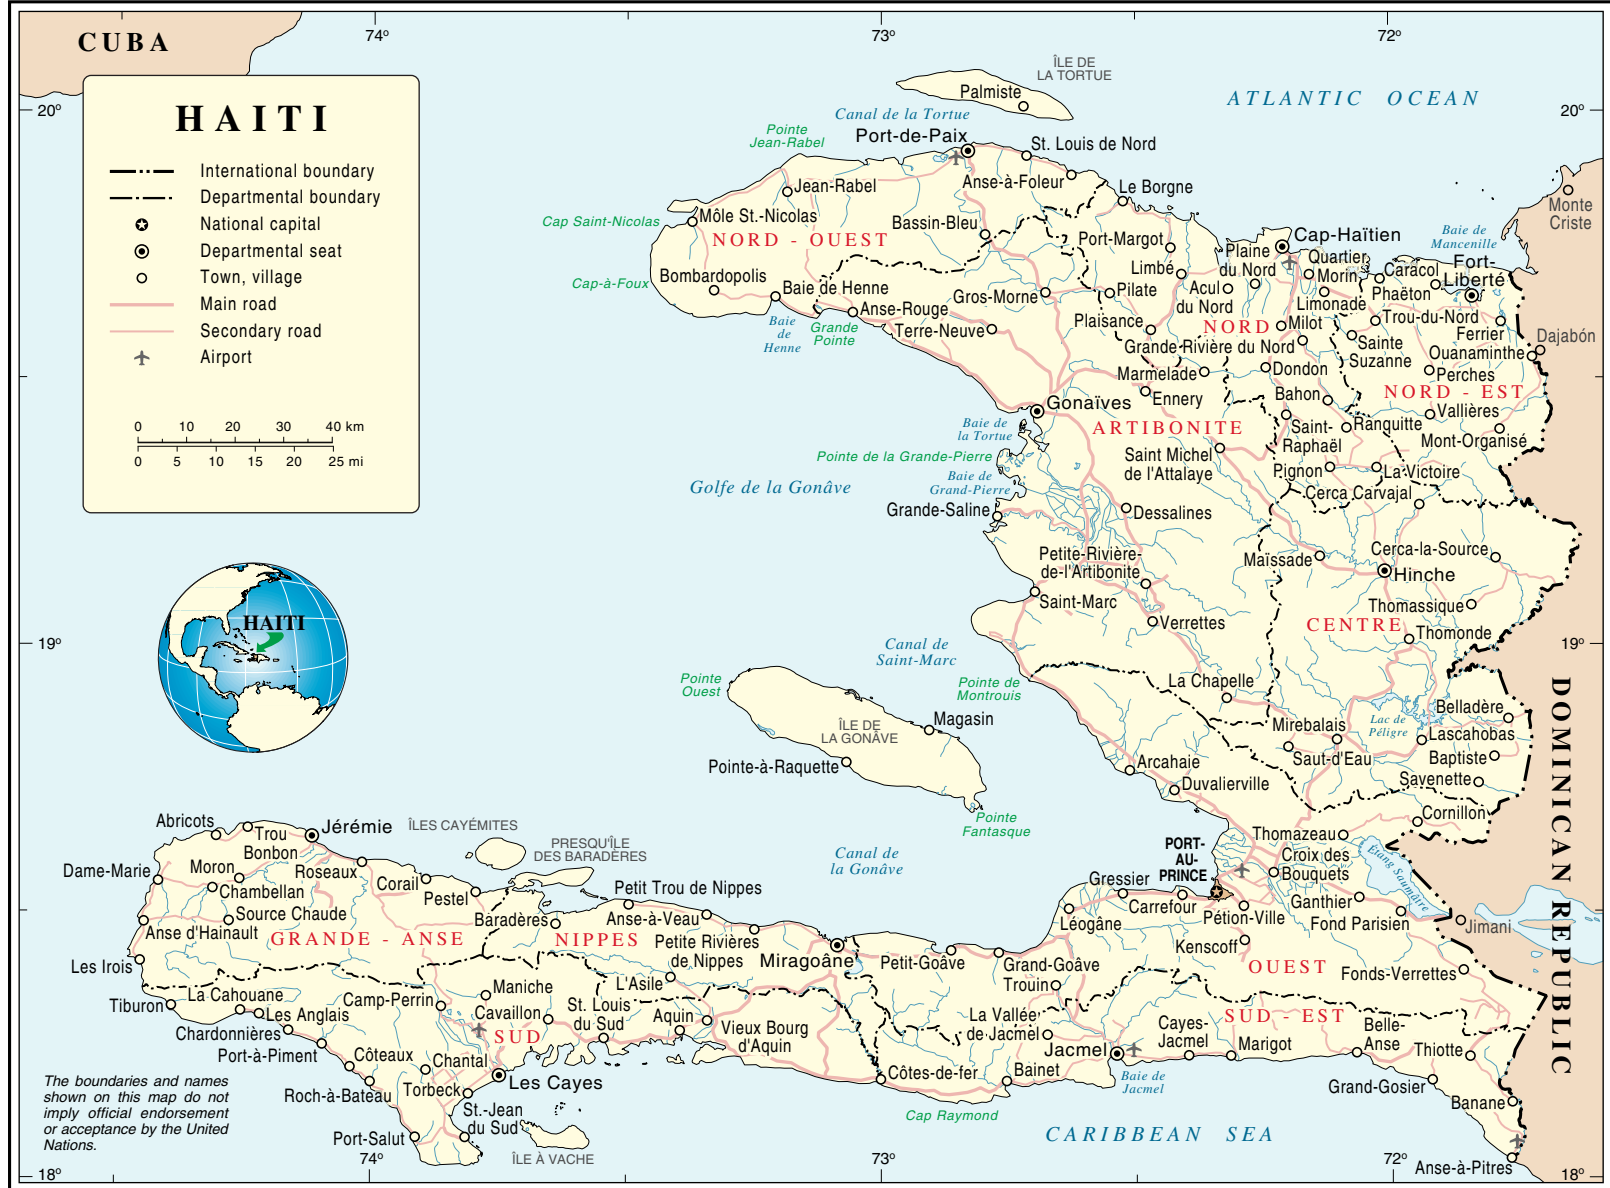 CUBA
74º
73º
72º
20º
20º
HAITI
International boundary
Departmental boundary
National capital
Departmental seat
Town, village
Main road
Secondary road
Airport
0 10 20 30 40 km
0 5 10 15 20 25 mi
ÎLE DE
LA TORTUE
Palmiste
ATLANTIC OCEAN
Canal de la Tortue
Pointe
Jean-Rabel
Port-de-Paix
St. Louis de Nord
Jean-Rabel
Anse-à-Foleur
Le Borgne
Monte
Criste
Cap Saint-Nicolas
Môle St.-Nicolas
Bassin-Bleu
NORD - OUEST
Port-Margot
Cap-Haïtien
Baie de
Mancenille
Plaine
du Nord
Quartier
Morin
Caracol
Fort-
Liberté
Cap-à-Foux
Bombardopolis
Baie de Henne
Limbé
Acul
du Nord
Limonade
Phaëton
Anse-Rouge
Gros-Morne
Pilate
Trou-du-Nord
Baie
de
Henne
Grande
Pointe
Terre-Neuve
Plaisance
NORD
Milot
Ferrier
Dajabón
Grande-Rivière du Nord
Sainte
Suzanne
Ouanaminthe
Marmelade
Dondon
Perches
Ennery
Bahon
NORD - EST
Gonaïves
Vallières
ARTIBONITE
Saint-
Raphaël
Ranquitte
Mont-Organisé
Baie de
la Tortue
Pointe de la Grande-Pierre
Saint Michel
de l'Attalaye
Pignon
La Victoire
Baie de
Grand-Pierre
Golfe de la Gonâve
Cerca Carvajal
Grande-Saline
Dessalines
Petite-Rivière-
de-l'Artibonite
Maïssade
Cerca-la-Source
Hinche
Saint-Marc
Thomassique
Verrettes
CENTRE
Thomonde
HAITI
19º
19º
Canal de
Saint-Marc
Pointe
Ouest
Pointe de
Montrouis
La Chapelle
Belladère
ÎLE DE
LA GONÂVE
Magasin
Mirebalais
Lac de
Péligre
Lascahobas
Pointe-à-Raquette
Arcahaie
Saut-d'Eau
Baptiste
Duvalierville
Savenette
Pointe
Fantasque
Cornillon
DOMINICAN REPUBLIC
Abricots
Trou
Bonbon
Jérémie
ÎLES CAYÉMITES
PRESQU'ÎLE
DES BARADÈRES
Canal de
la Gonâve
PORT-
AU-
PRINCE
Thomazeau
Croix des
Bouquets
Étang Saumâtre
Dame-Marie
Moron
Roseaux
Chambellan
Corail
Pestel
Petit Trou de Nippes
Gressier
Carrefour
Ganthier
Source Chaude
Baradères
Anse-à-Veau
Léogâne
Pétion-Ville
Fond Parisien
Jimani
Anse d'Hainault
GRANDE - ANSE
NIPPES
Petite Rivières
de Nippes
Miragoâne
Kenscoff
Les Irois
Petit-Goâve
Grand-Goâve
OUEST
Fonds-Verrettes
L'Asile
Trouin
Tiburon
La Cahouane
Les Anglais
Camp-Perrin
Maniche
Cavaillon
St. Louis
du Sud
Aquin
La Vallée
de Jacmel
SUD - EST
Chardonnières
SUD
Vieux Bourg
d'Aquin
Cayes-
Jacmel
Belle-
Anse
Port-à-Piment
Côteaux
Chantal
Jacmel
Marigot
Thiotte
Les Cayes
Côtes-de-fer
Bainet
Baie de
Jacmel
Roch-à-Bateau
Torbeck
Grand-Gosier
St.-Jean
du Sud
Cap Raymond
Banane
Port-Salut
CARIBBEAN SEA
ÎLE À VACHE
Anse-à-Pitres
The boundaries and names
shown on this map do not
imply official endorsement
or acceptance by the United
Nations.
18º
74º
73º
72º
18º